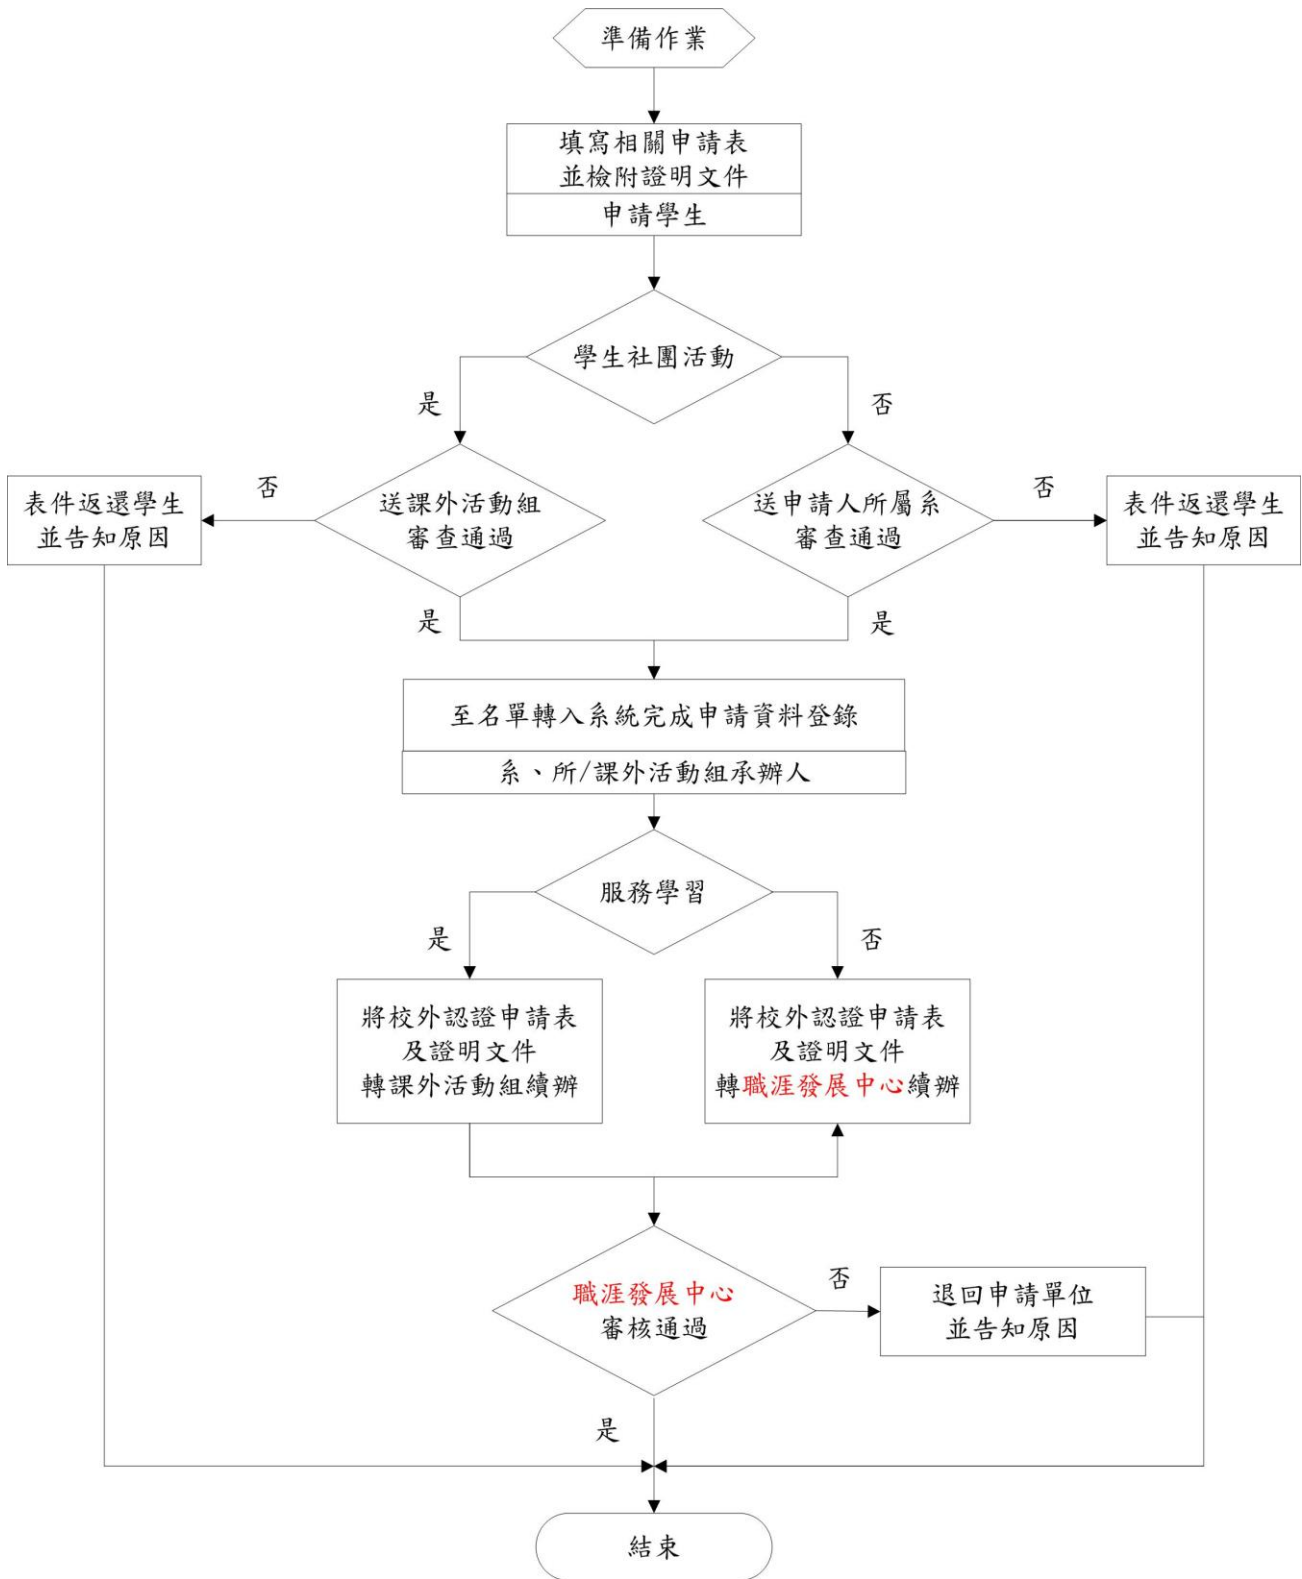 準備作業
填寫相關申請表
並檢附證明文件
申請學生
學生社團活動
是
否
表件返還學生
並告知原因
否
送課外活動組
審查通過
送申請人所屬系
審查通過
否
表件返還學生
並告知原因
是
是
至名單轉入系統完成申請資料登錄
系、所/課外活動組承辦人
服務學習
是
否
將校外認證申請表
及證明文件
轉課外活動組續辦
將校外認證申請表
及證明文件
轉職涯發展中心續辦
職涯發展中心
審核通過
否
退回申請單位
並告知原因
是
結束